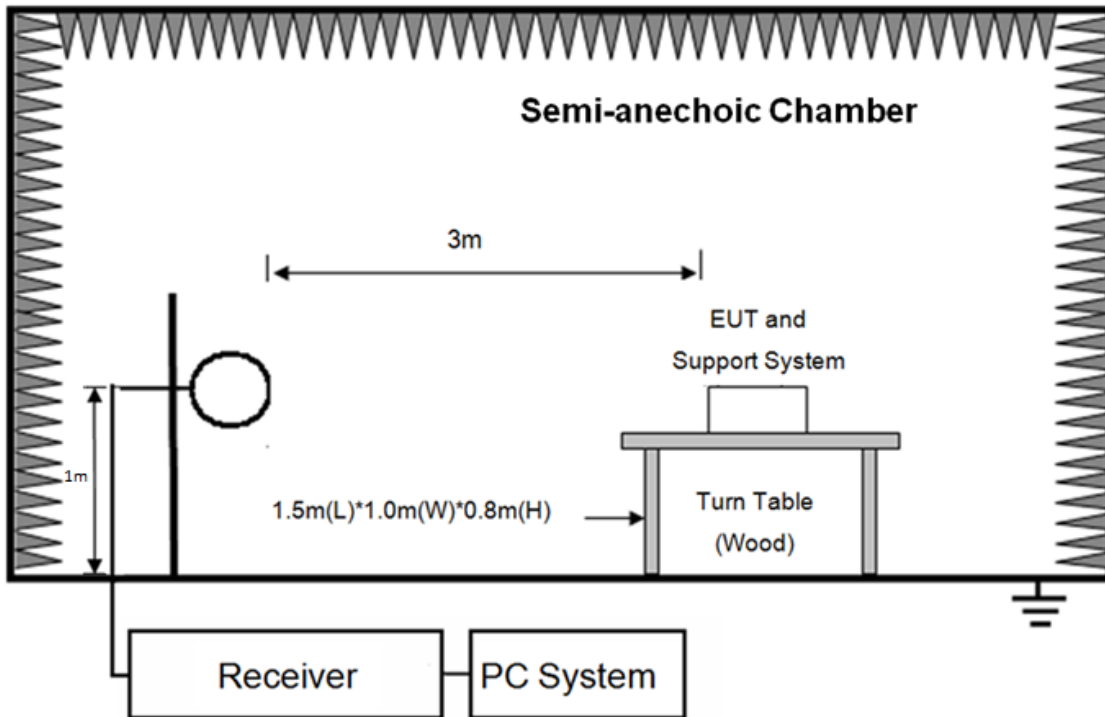 Semi-anechoic Chamber
3m
EUT and
Support System
1m
1.5m(L)*1.0m(W)*0.8m(H)
Turn Table
(Wood)
Receiver
PC System